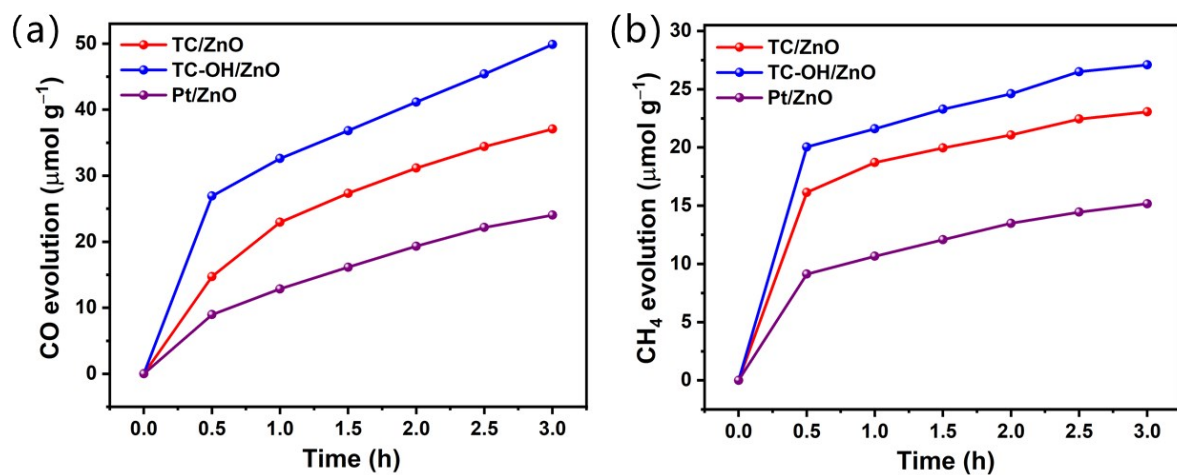 (a)
TC/ZnO
TC-OH/ZnO
Pt/ZnO
CO evolution (μmol g⁻¹)
50
40
30
20
10
0
0.0 0.5 1.0 1.5 2.0 2.5 3.0
Time (h)
(b)
TC/ZnO
TC-OH/ZnO
Pt/ZnO
CH₄ evolution (μmol g⁻¹)
30
25
20
15
10
5
0
0.0 0.5 1.0 1.5 2.0 2.5 3.0
Time (h)